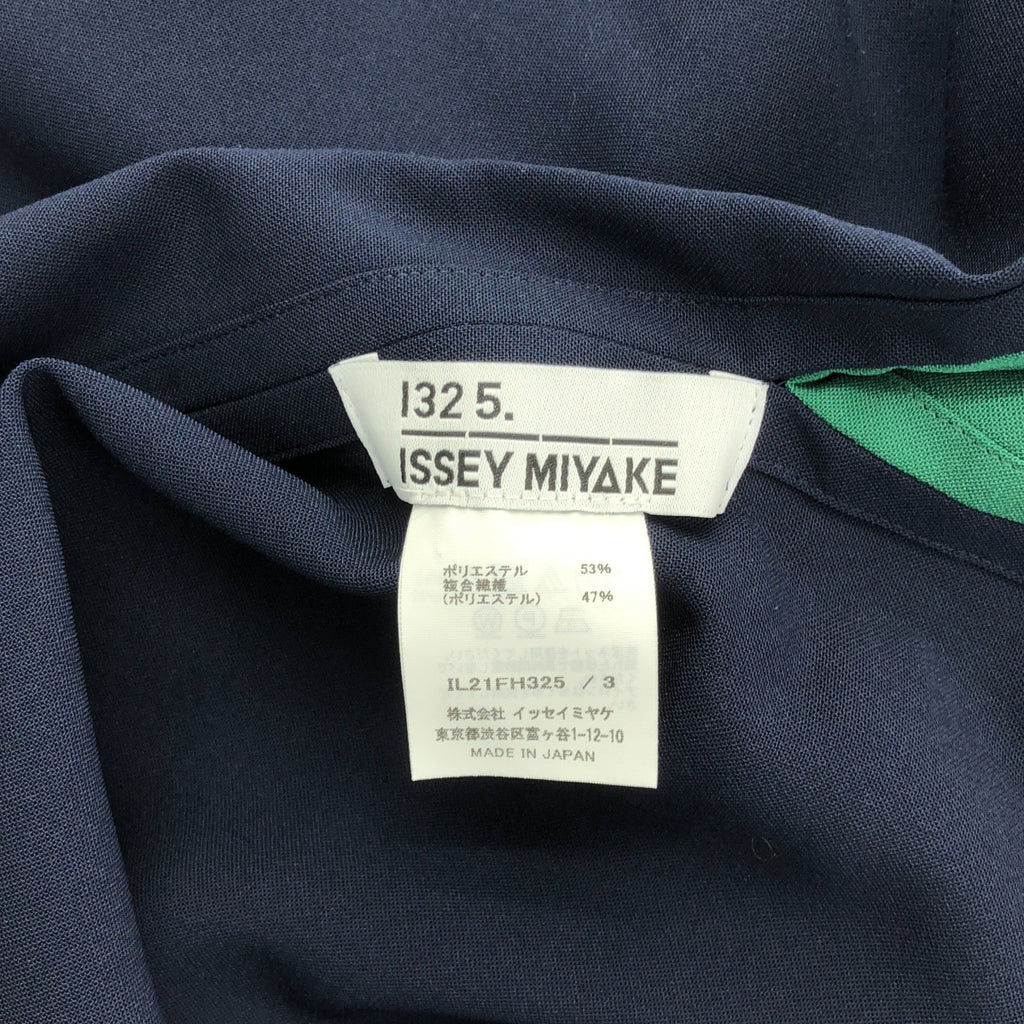 132 5.
ISSEY MIYAKE
ポリエステル 53%
複合繊維
(ポリエステル) 47%
IL21FH325 / 3
株式会社 イッセイミヤケ
東京都渋谷区富ヶ谷1-12-10
MADE IN JAPAN